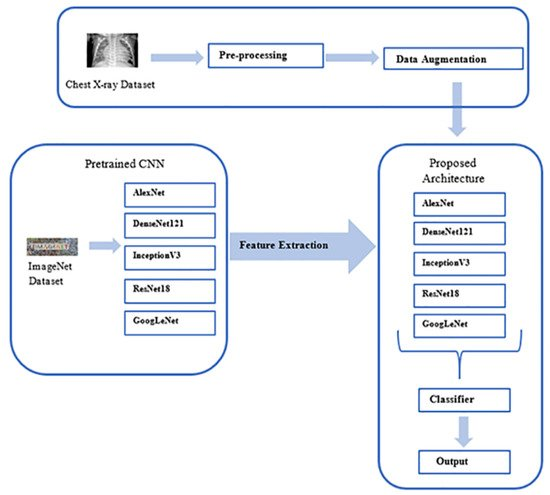 Chest X-ray Dataset
Pre-processing
Data Augmentation
Pretrained CNN
AlexNet
DenseNet121
InceptionV3
ResNet18
GoogLeNet
IMAGENET
ImageNet
Dataset
Feature Extraction
Proposed
Architecture
AlexNet
DenseNet121
InceptionV3
ResNet18
GoogLeNet
Classifier
Output